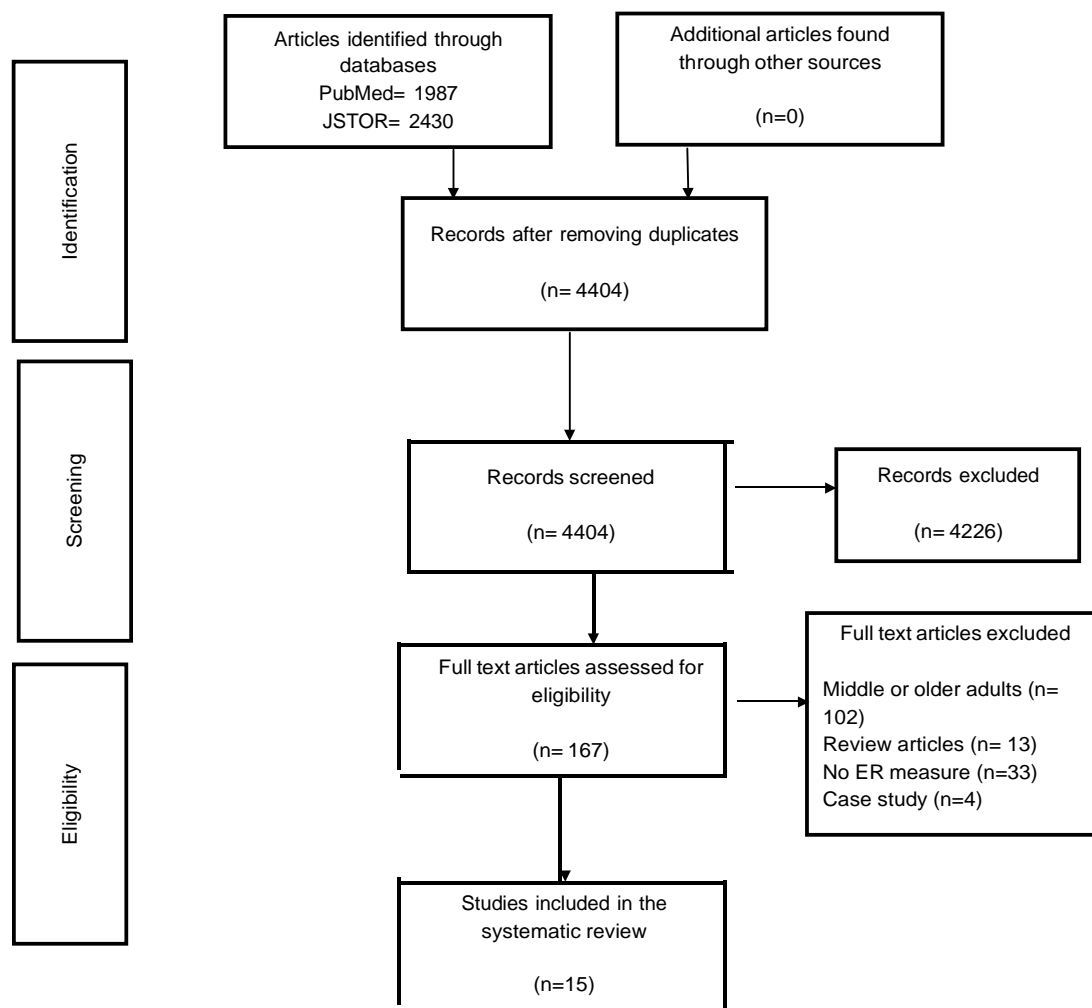 Articles identified through
databases
PubMed= 1987
JSTOR= 2430
Additional articles found
through other sources
(n=0)
Identification
Records after removing duplicates
(n= 4404)
Screening
Records screened
(n= 4404)
Records excluded
(n= 4226)
Eligibility
Full text articles assessed for
eligibility
(n= 167)
Full text articles excluded
Middle or older adults (n=
102)
Review articles (n= 13)
No ER measure (n=33)
Case study (n=4)
Studies included in the
systematic review
(n=15)